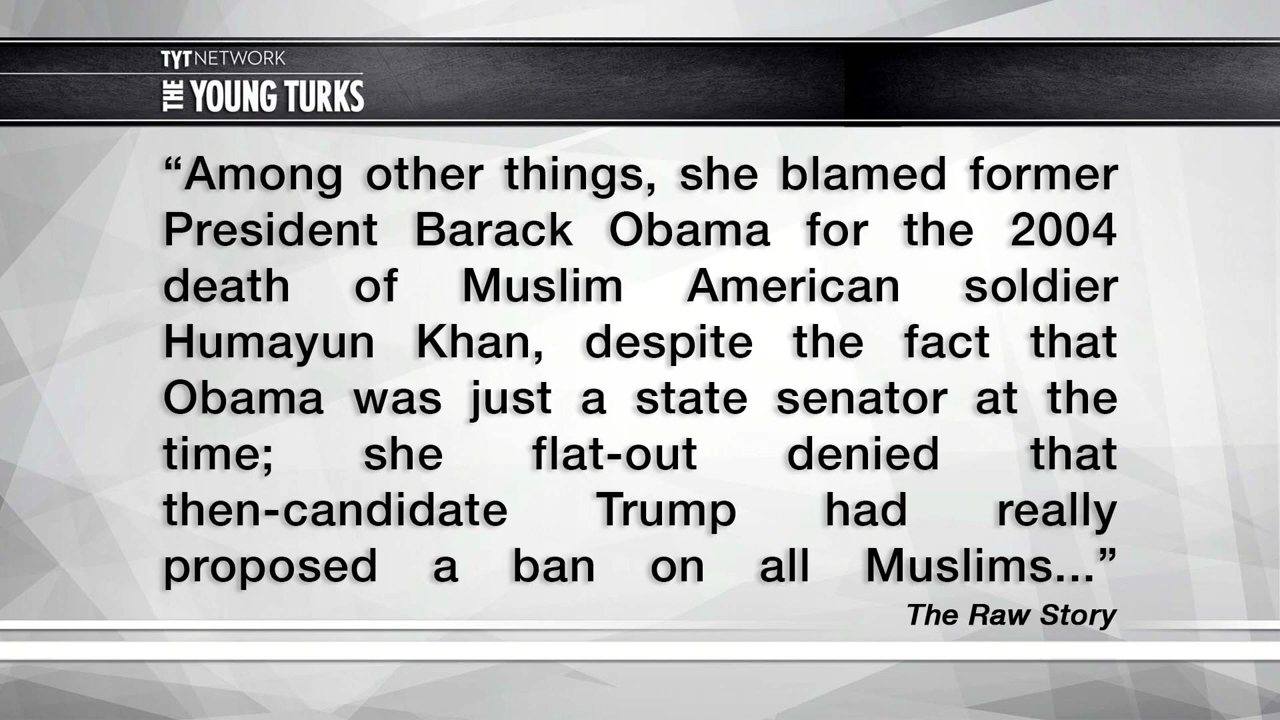 TYT NETWORK
THE YOUNG TURKS
“Among other things, she blamed former
President Barack Obama for the 2004
death of Muslim American soldier
Humayun Khan, despite the fact that
Obama was just a state senator at the
time; she flat-out denied that
then-candidate Trump had really
proposed a ban on all Muslims...”
The Raw Story